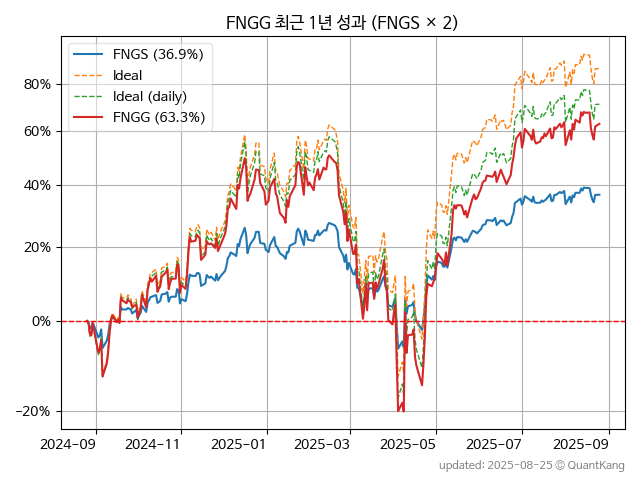 FNGG 최근 1년 성과 (FNGS × 2)
FNGS (36.9%)
Ideal
Ideal (daily)
FNGG (63.3%)
80%
60%
40%
20%
0%
−20%
2024−09
2024−11
2025−01
2025−03
2025−05
2025−07
2025−09
updated: 2025−08−25 © QuantKang